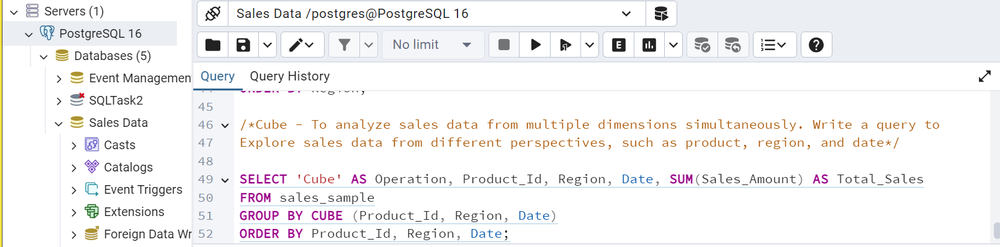 Servers (1)
PostgreSQL 16
Databases (5)
Event Managemen
SQLTask2
Sales Data
Casts
Catalogs
Event Triggers
Extensions
Foreign Data Wr
Sales Data /postgres@PostgreSQL 16
No limit
E
Query Query History
44 ORDER BY Region;
45
46 /*Cube - To analyze sales data from multiple dimensions simultaneously. Write a query to
47 Explore sales data from different perspectives, such as product, region, and date*/
48
49 SELECT 'Cube' AS Operation, Product_Id, Region, Date, SUM(Sales_Amount) AS Total_Sales
50 FROM sales_sample
51 GROUP BY CUBE (Product_Id, Region, Date)
52 ORDER BY Product_Id, Region, Date;